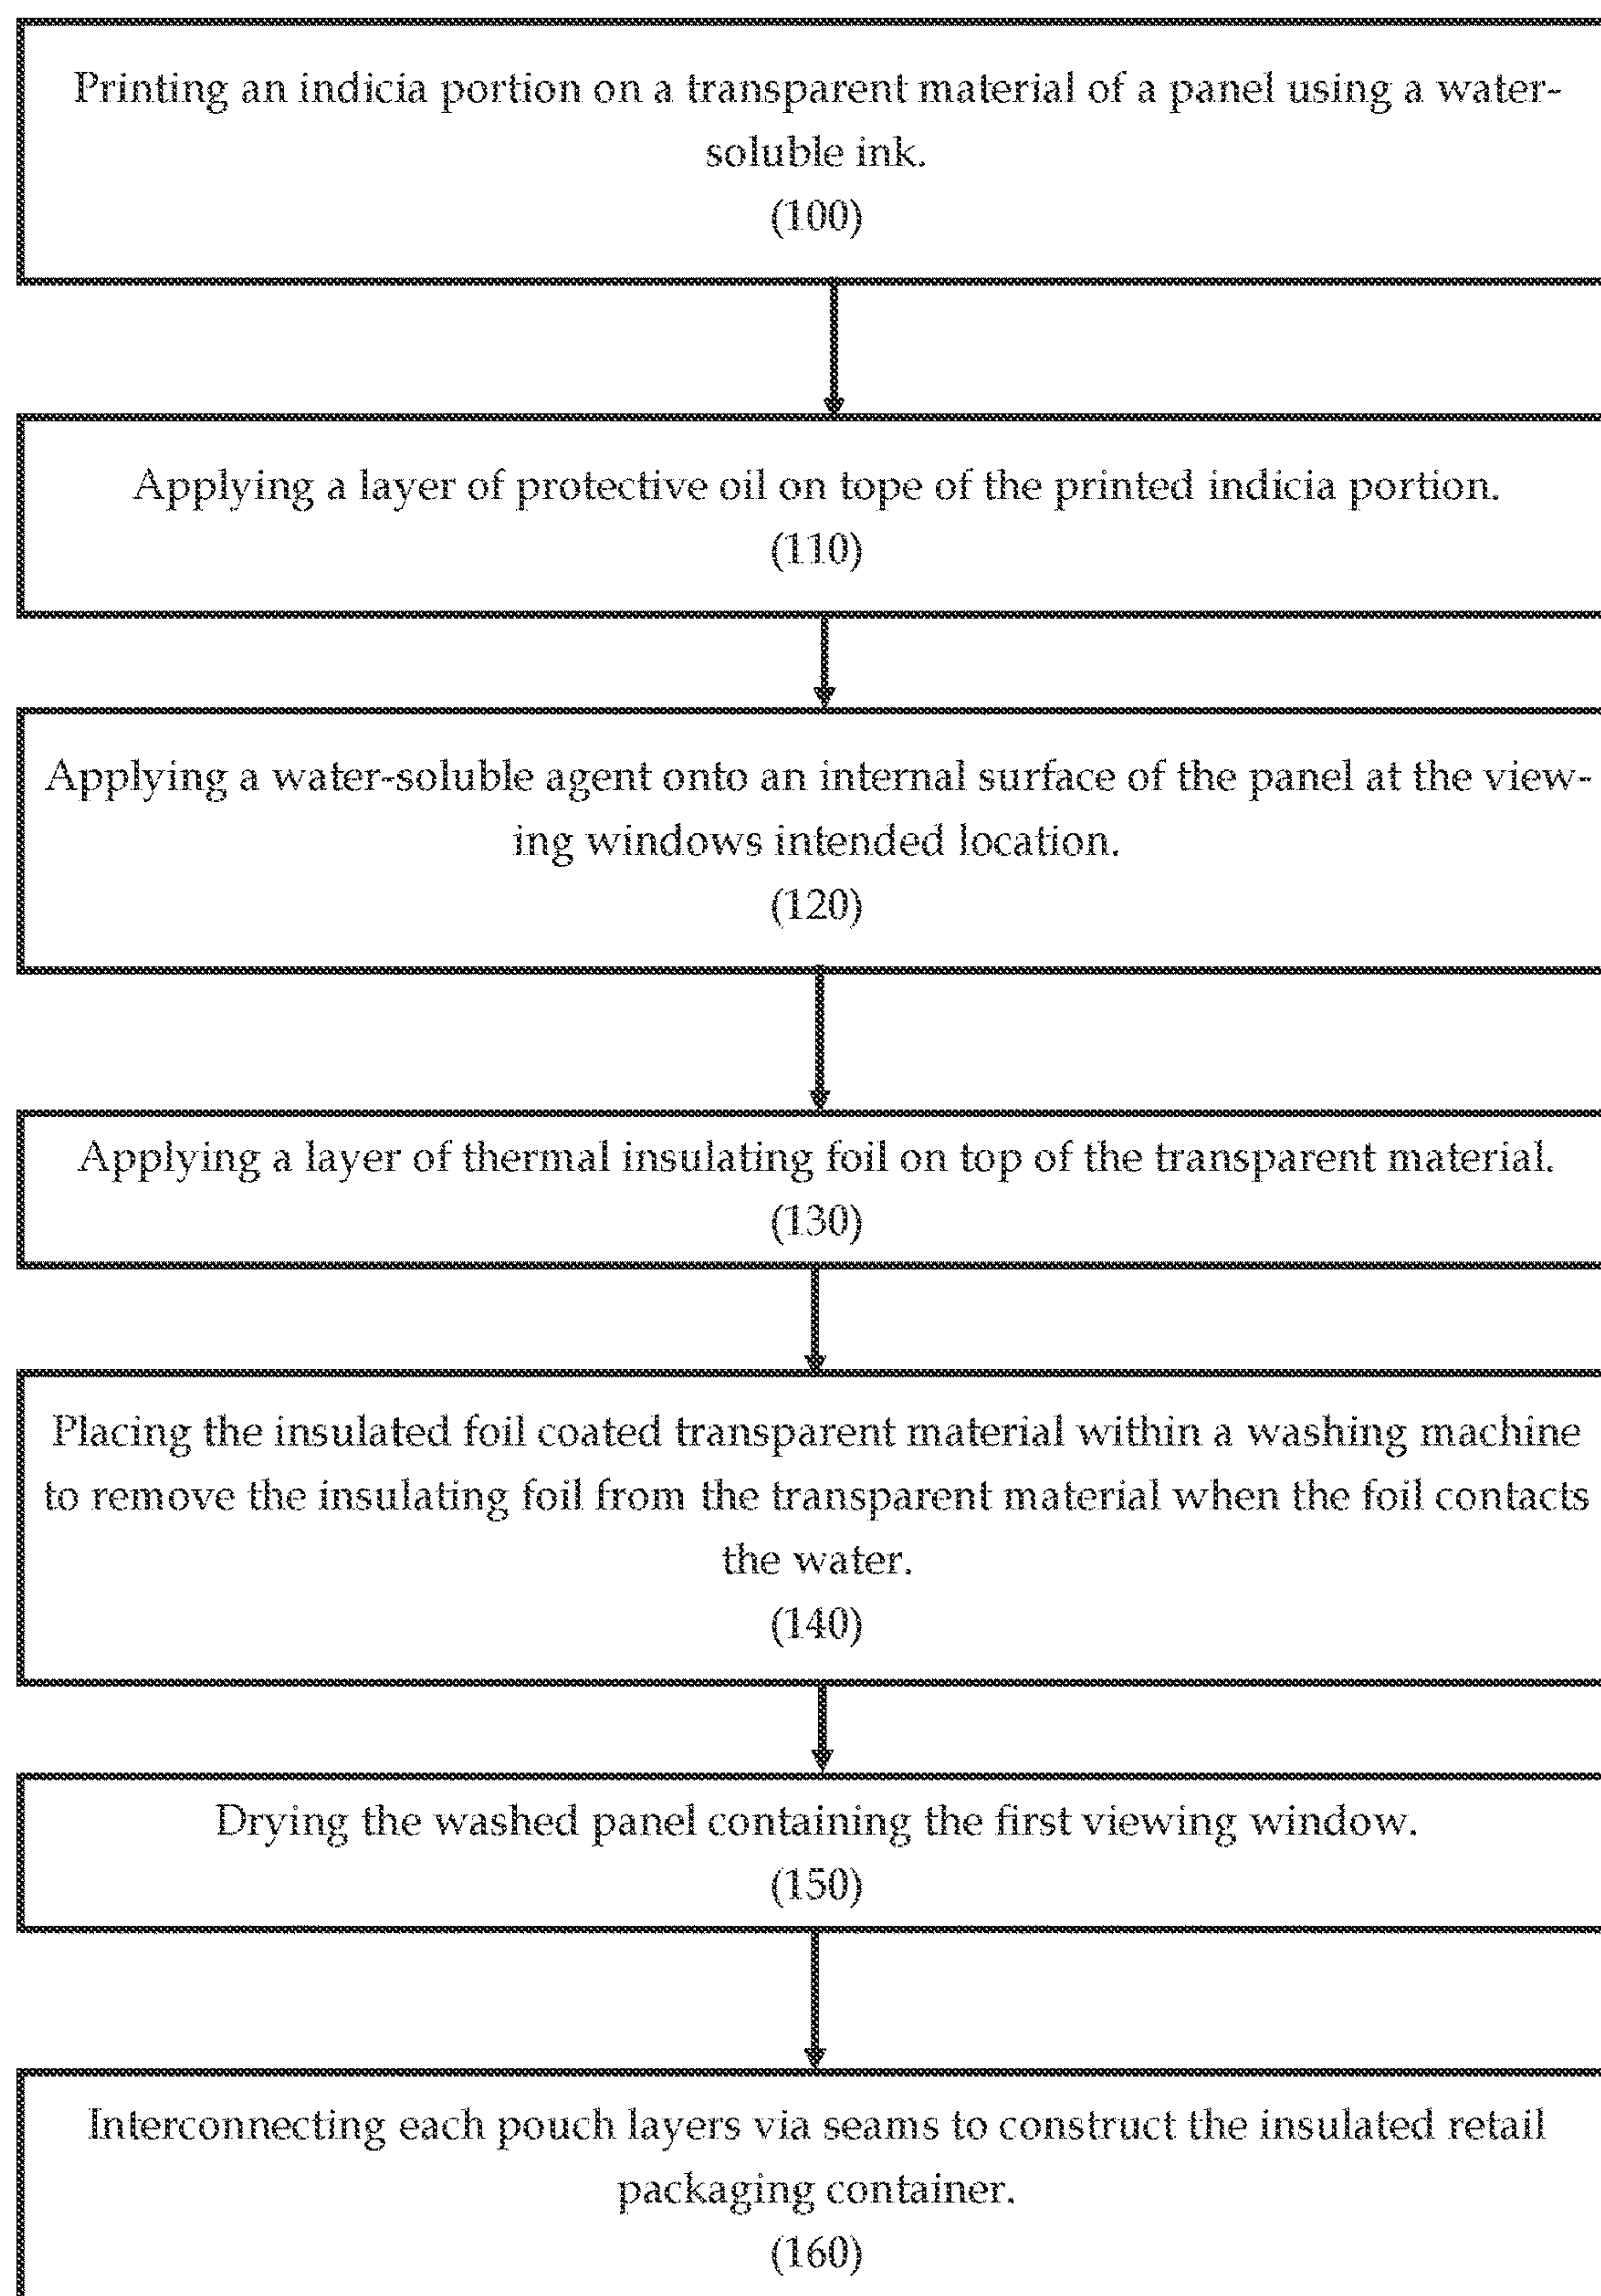 Printing an indicia portion on a transparent material of a panel using a water-
soluble ink.
(100)
Applying a layer of protective oil on tope of the printed indicia portion.
(110)
Applying a water-soluble agent onto an internal surface of the panel at the view-
ing windows intended location.
(120)
Applying a layer of thermal insulating foil on top of the transparent material.
(130)
Placing the insulated foil coated transparent material within a washing machine
to remove the insulating foil from the transparent material when the foil contacts
the water.
(140)
Drying the washed panel containing the first viewing window.
(150)
Interconnecting each pouch layers via seams to construct the insulated retail
packaging container.
(160)